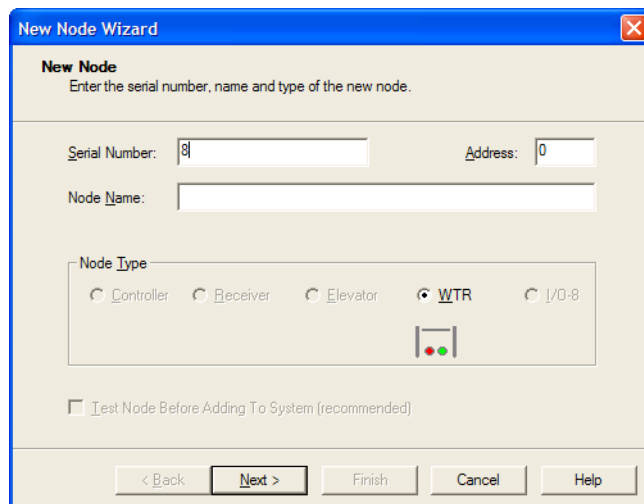 New Node Wizard
New Node
Enter the serial number, name and type of the new node.
Serial Number: 8 Address: 0
Node Name:
Node Type
Controller Receiver Elevator WTR I/O-8
Test Node Before Adding To System (recommended)
< Back Next > Finish Cancel Help